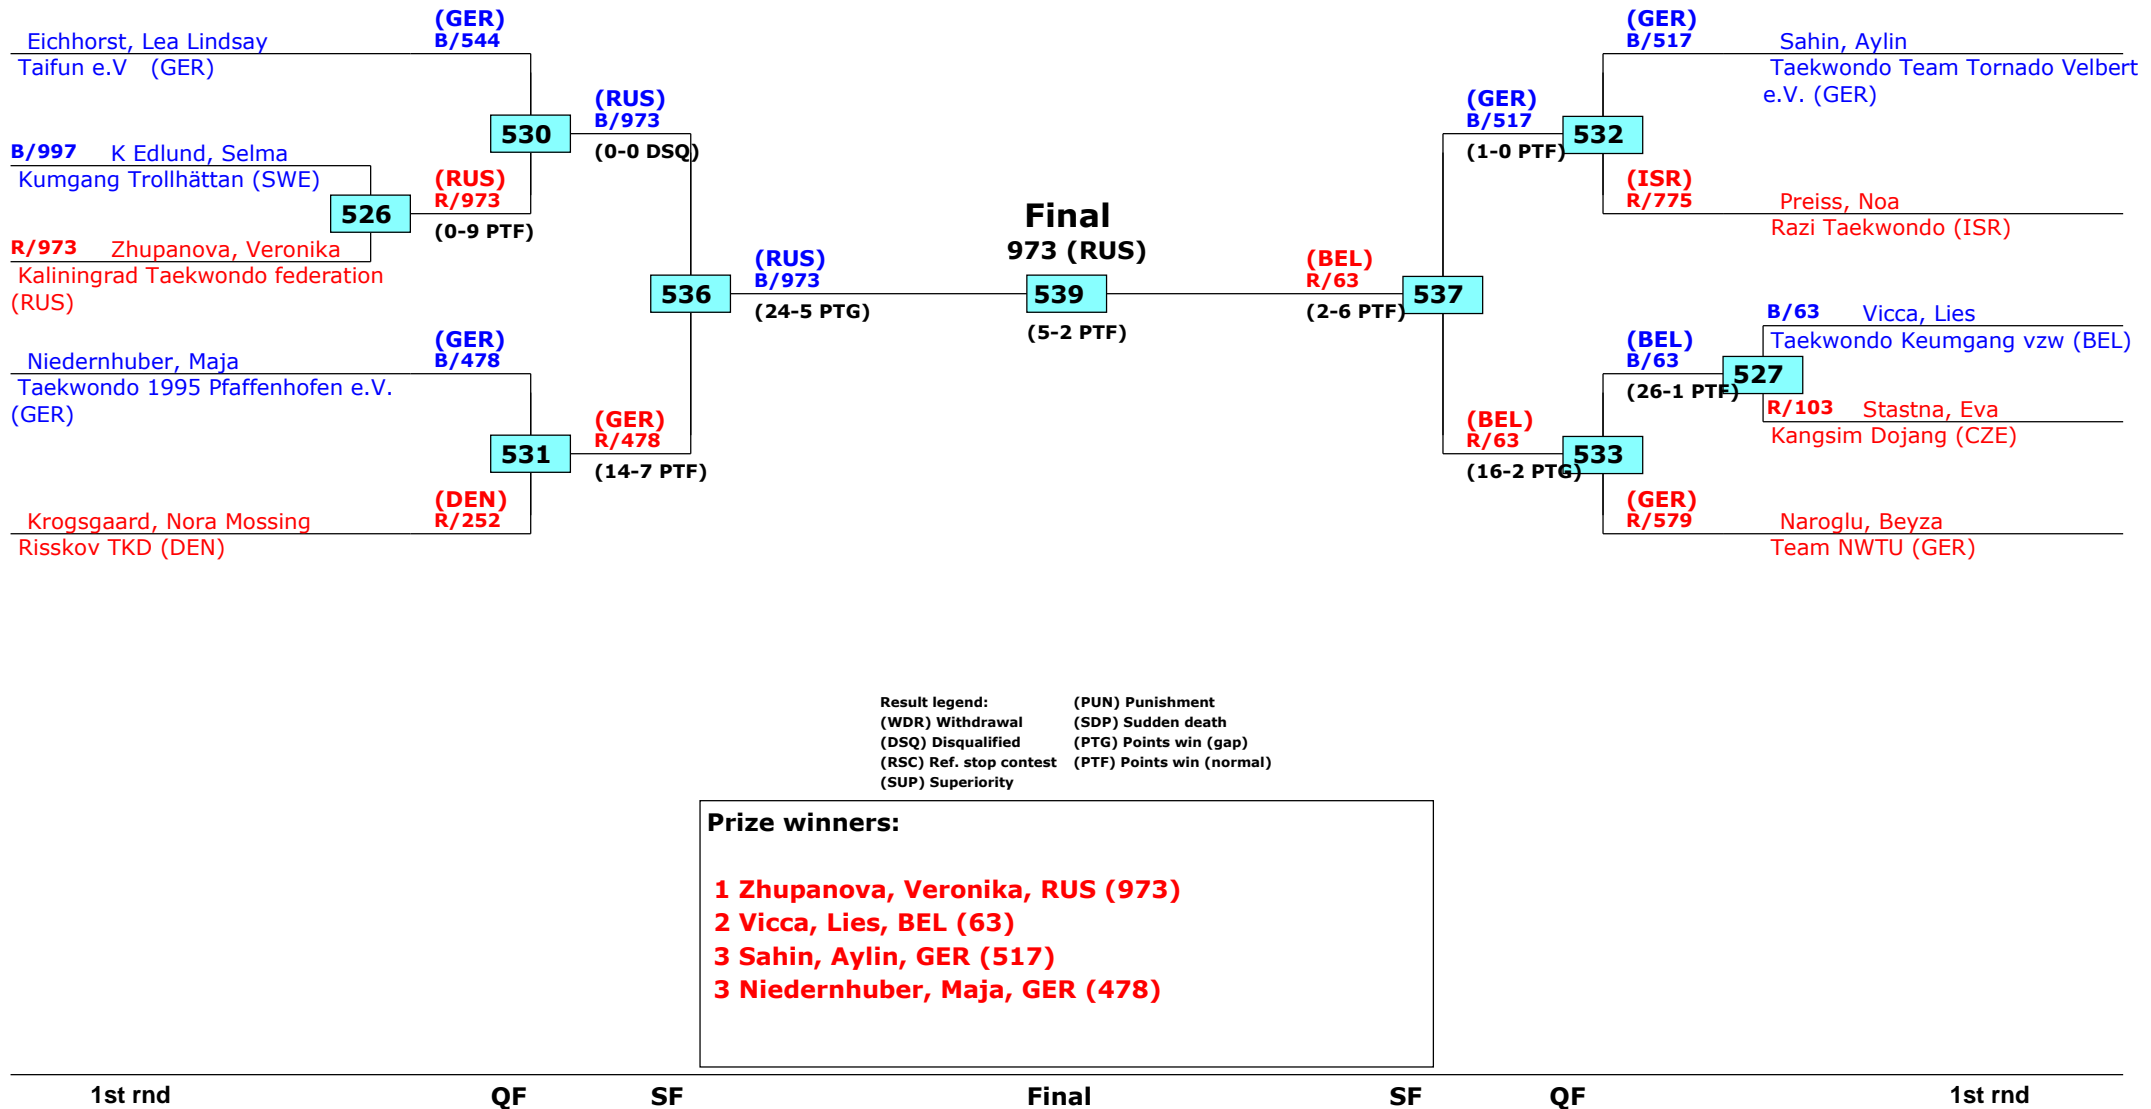 (GER)
B/544
Eichhorst, Lea Lindsay
Taifun e.V (GER)
B/997 K Edlund, Selma
Kumgang Trollhättan (SWE)
526
R/973 Zhupanova, Veronika
Kaliningrad Taekwondo federation
(RUS)
(RUS)
R/973
(0-9 PTF)
530
(RUS)
B/973
(0-0 DSQ)
(GER)
B/478
Niedernhuber, Maja
Taekwondo 1995 Pfaffenhofen e.V.
(GER)
531
(GER)
R/478
(14-7 PTF)
(DEN)
R/252
Krogsgaard, Nora Mossing
Risskov TKD (DEN)
536
(RUS)
B/973
(24-5 PTG)
Final
973 (RUS)
539
(5-2 PTF)
(BEL)
R/63
(2-6 PTF)
537
(GER)
B/517
(1-0 PTF)
532
(GER)
B/517
Sahin, Aylin
Taekwondo Team Tornado Velbert
e.V. (GER)
(ISR)
R/775
Preiss, Noa
Razi Taekwondo (ISR)
B/63 Vicca, Lies
Taekwondo Keumgang vzw (BEL)
(BEL)
B/63
(26-1 PTF)
527
R/103 Stastna, Eva
Kangsim Dojang (CZE)
(BEL)
R/63
(16-2 PTG)
533
(GER)
R/579
Naroglu, Beyza
Team NWTU (GER)
Result legend: (PUN) Punishment
(WDR) Withdrawal (SDP) Sudden death
(DSQ) Disqualified (PTG) Points win (gap)
(RSC) Ref. stop contest (PTF) Points win (normal)
(SUP) Superiority
Prize winners:
1 Zhupanova, Veronika, RUS (973)
2 Vicca, Lies, BEL (63)
3 Sahin, Aylin, GER (517)
3 Niedernhuber, Maja, GER (478)
1st rnd QF SF Final SF QF 1st rnd